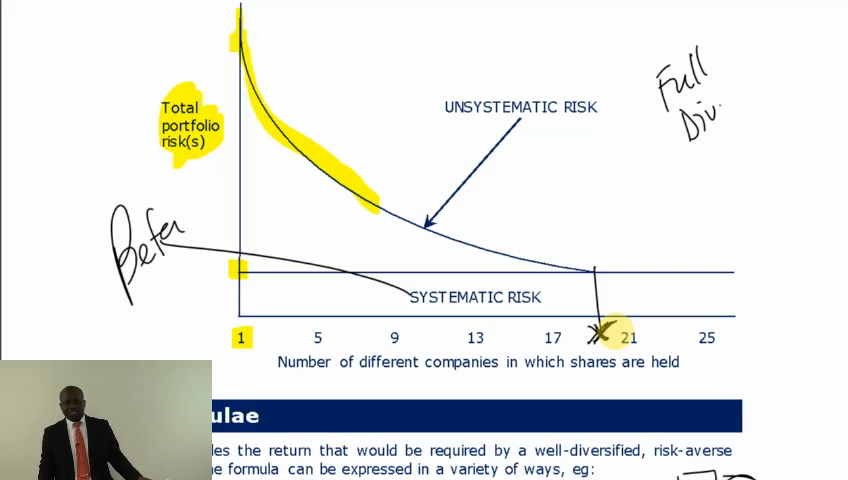 UNSYSTEMATIC RISK
Full
Div.
Total
portfolio
risk(s)
Beta
SYSTEMATIC RISK
1 5 9 13 17 21 25
Number of different companies in which shares are held
ulae
les the return that would be required by a well-diversified, risk-averse
he formula can be expressed in a variety of ways, eg: